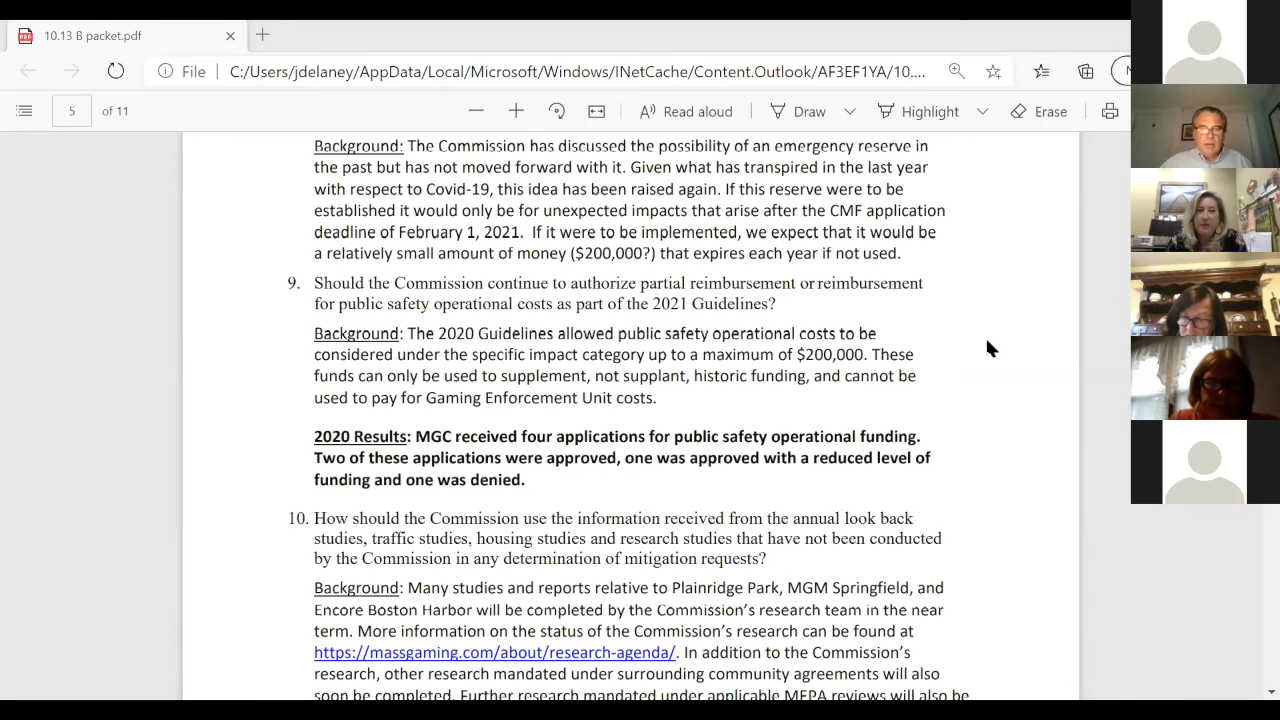 10.13 B packet.pdf
File C:/Users/jdelaney/AppData/Local/Microsoft/Windows/INetCache/Content.Outlook/AF3EF1YA/10....
5 of 11 Read aloud Draw Highlight Erase
Background: The Commission has discussed the possibility of an emergency reserve in
the past but has not moved forward with it. Given what has transpired in the last year
with respect to Covid-19, this idea has been raised again. If this reserve were to be
established it would only be for unexpected impacts that arise after the CMF application
deadline of February 1, 2021. If it were to be implemented, we expect that it would be
a relatively small amount of money ($200,000?) that expires each year if not used.
9. Should the Commission continue to authorize partial reimbursement or reimbursement
for public safety operational costs as part of the 2021 Guidelines?
Background: The 2020 Guidelines allowed public safety operational costs to be
considered under the specific impact category up to a maximum of $200,000. These
funds can only be used to supplement, not supplant, historic funding, and cannot be
used to pay for Gaming Enforcement Unit costs.
2020 Results: MGC received four applications for public safety operational funding.
Two of these applications were approved, one was approved with a reduced level of
funding and one was denied.
10. How should the Commission use the information received from the annual look back
studies, traffic studies, housing studies and research studies that have not been conducted
by the Commission in any determination of mitigation requests?
Background: Many studies and reports relative to Plainridge Park, MGM Springfield, and
Encore Boston Harbor will be completed by the Commission's research team in the near
term. More information on the status of the Commission's research can be found at
https://massgaming.com/about/research-agenda/. In addition to the Commission's
research, other research mandated under surrounding community agreements will also
soon be completed. Further research mandated under applicable MEPA reviews will also be